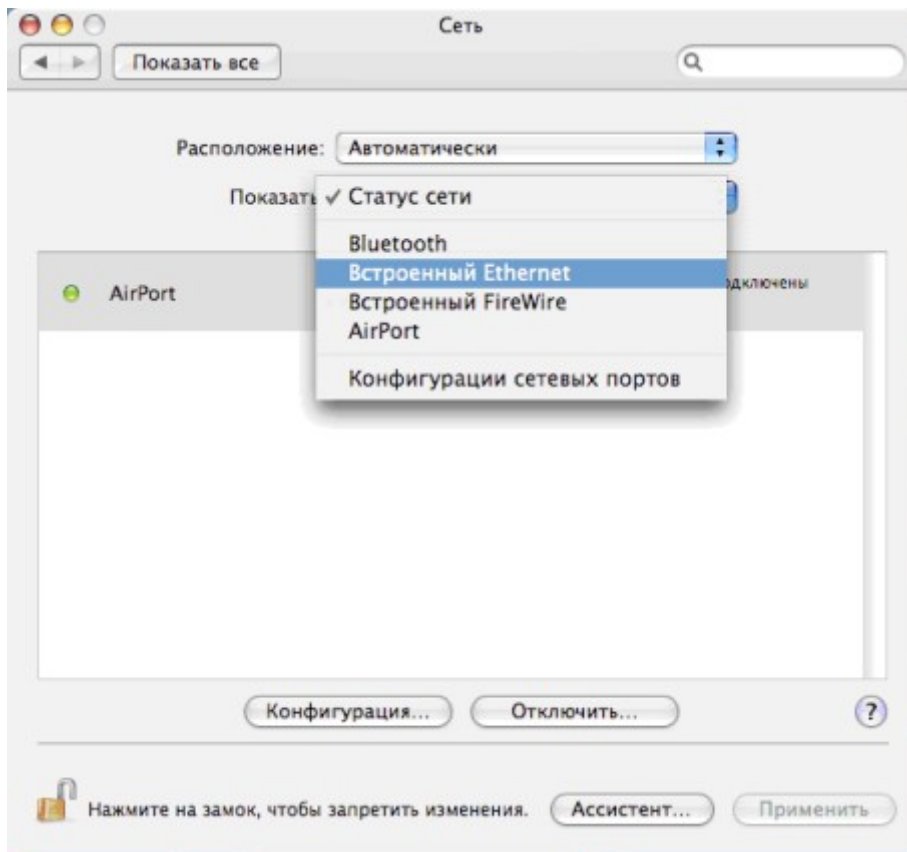 Сеть
Показать все
Расположение: Автоматически
Показать ✓ Статус сети
Bluetooth
Встроенный Ethernet
Встроенный FireWire
AirPort
Конфигурации сетевых портов
AirPort
Конфигурация... Отключить... ?
Нажмите на замок, чтобы запретить изменения. Ассистент... Применить